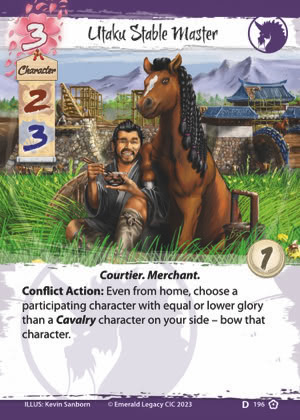 3
Utaku Stable Master
Character
2
3
1
Courtier. Merchant.
Conflict Action: Even from home, choose a
participating character with equal or lower glory
than a Cavalry character on your side – bow that
character.
ILLUS: Kevin Sanborn © Emerald Legacy CIC 2023 D 196